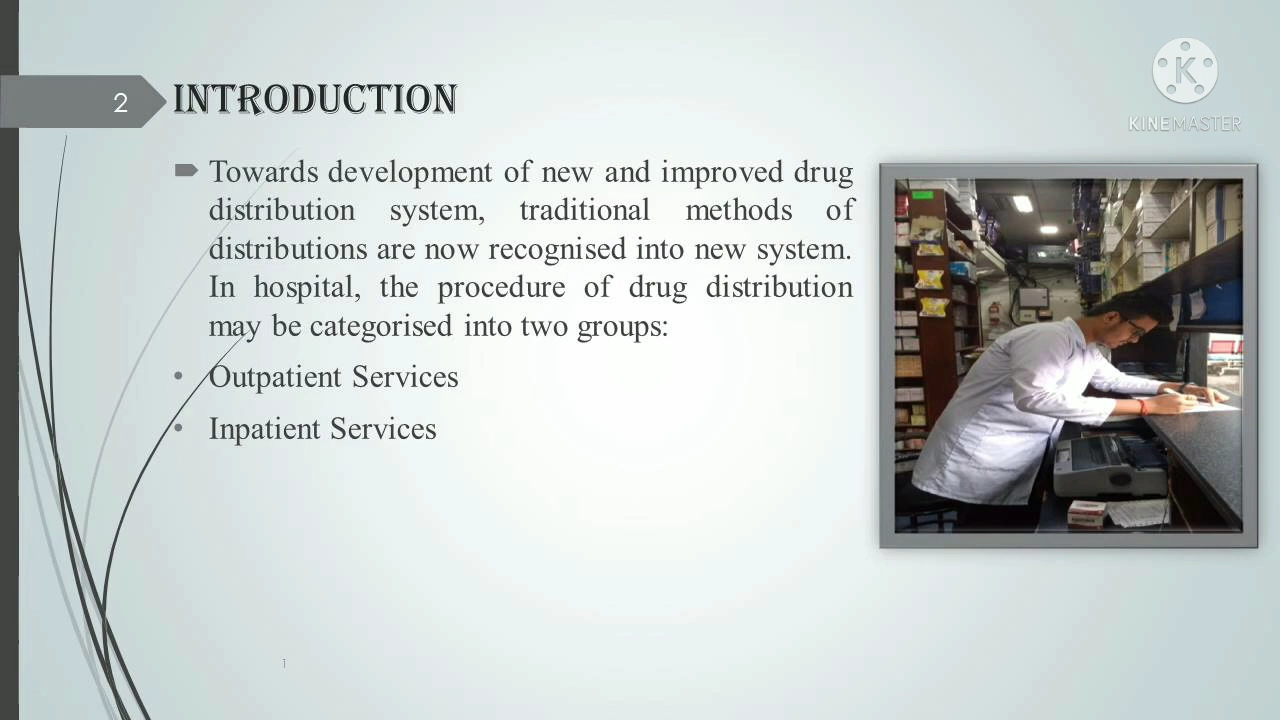 2
INTRODUCTION
KINEMASTER
Towards development of new and improved drug
distribution system, traditional methods of
distributions are now recognised into new system.
In hospital, the procedure of drug distribution
may be categorised into two groups:
• Outpatient Services
• Inpatient Services
1